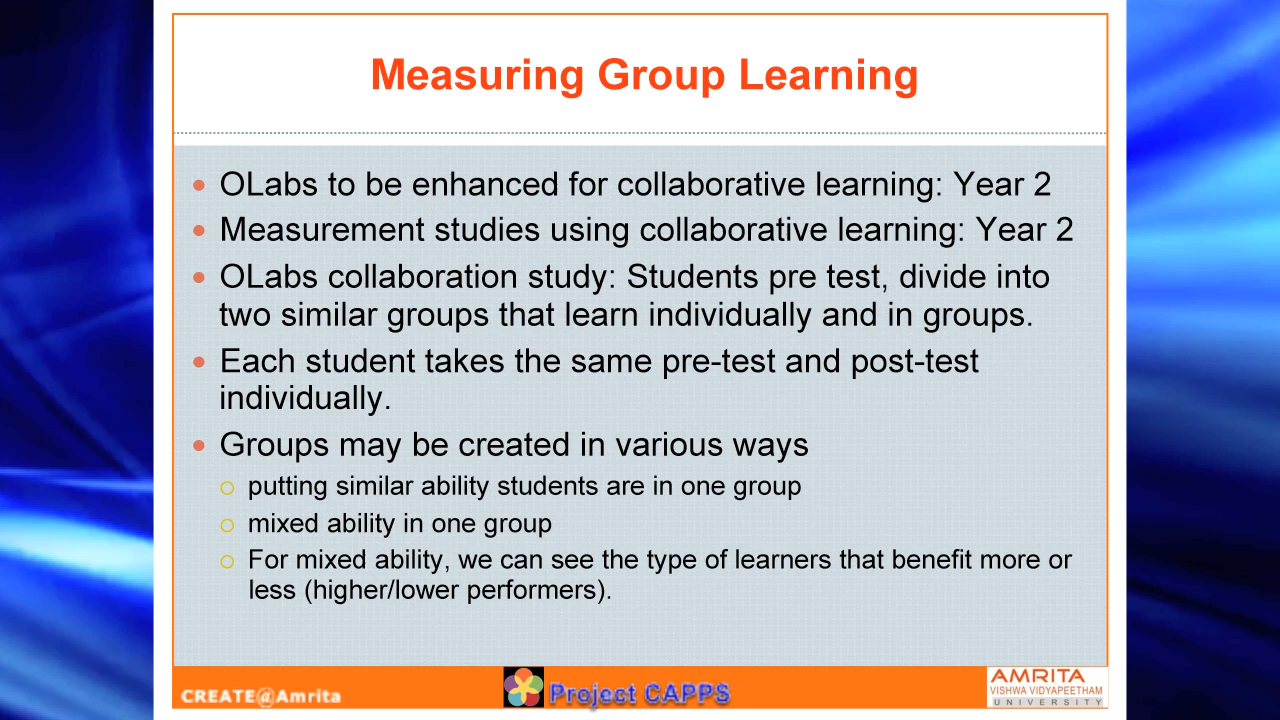 Measuring Group Learning
OLabs to be enhanced for collaborative learning: Year 2
Measurement studies using collaborative learning: Year 2
OLabs collaboration study: Students pre test, divide into
two similar groups that learn individually and in groups.
Each student takes the same pre-test and post-test
individually.
Groups may be created in various ways
putting similar ability students are in one group
mixed ability in one group
For mixed ability, we can see the type of learners that benefit more or
less (higher/lower performers).
CREATE@Amrita
Project CAPPS
AMRITA
VISHWA VIDYAPEETHAM
UNIVERSITY